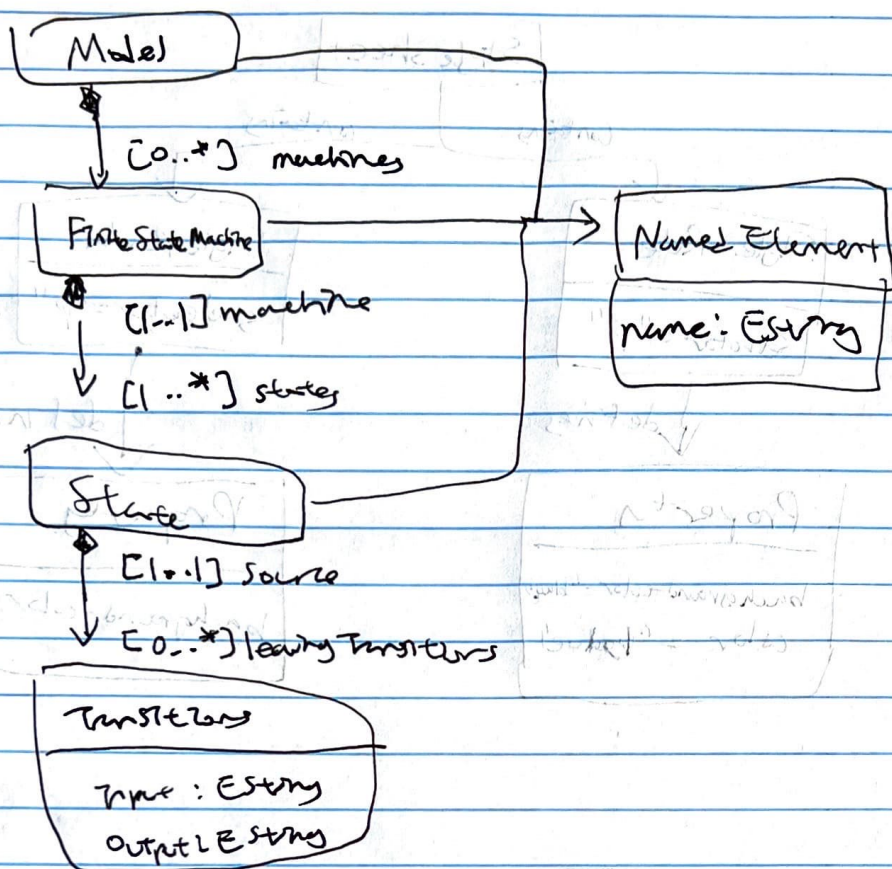 Model
[0..*] machines
FiniteStateMachine
Named Element
[1..1] machine
name: EString
[1..*] states
State
[1..1] source
[0..*] leavingTransitions
Transitions
Input : EString
Output : EString